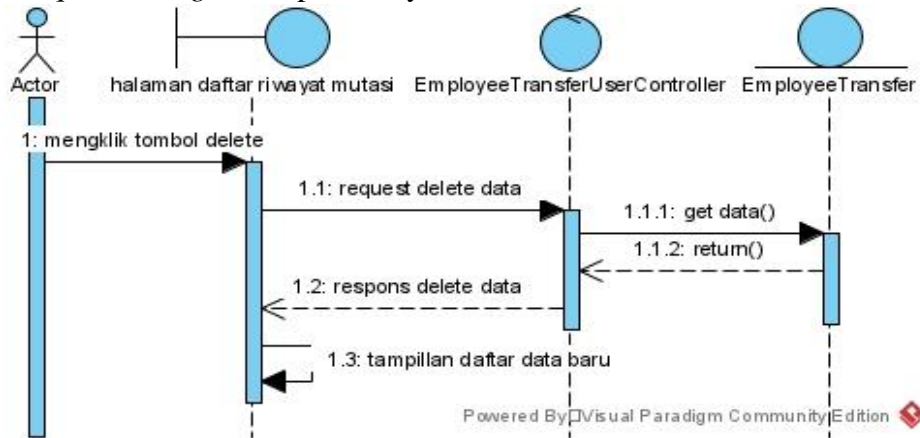 Actor
halaman daftar riwayat mutasi
EmployeeTransferUserController
EmployeeTransfer
1: mengklik tombol delete
1.1: request delete data
1.1.1: get data()
1.1.2: return()
1.2: respons delete data
1.3: tampillan daftar data baru
Powered By□Visual Paradigm Community Edition